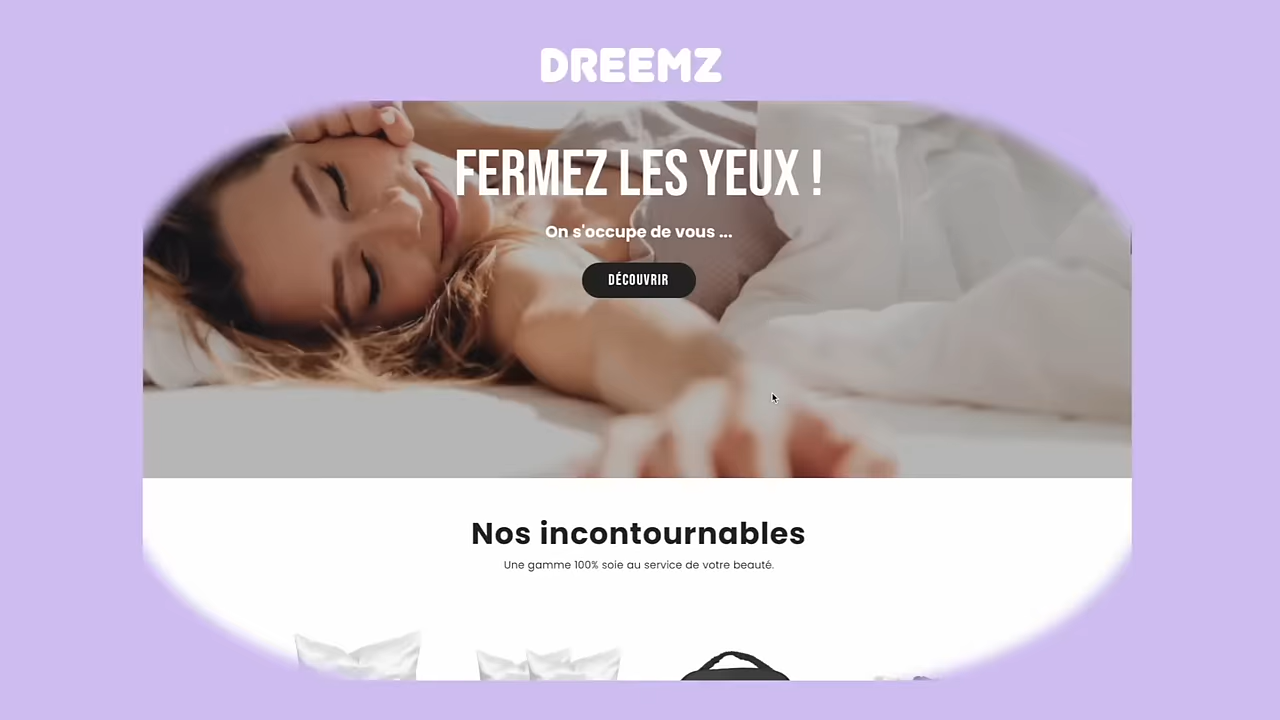 DREEMZ
FERMEZ LES YEUX !
On s'occupe de vous ...
DÉCOUVRIR
Nos incontournables
Une gamme 100% soie au service de votre beauté.